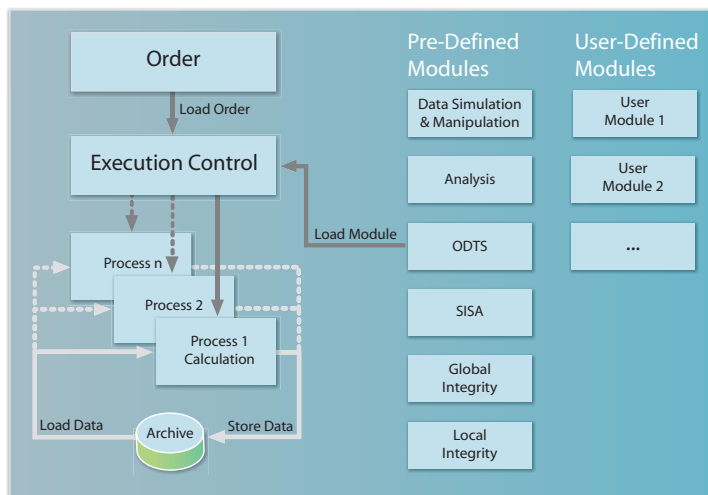 Order
Load Order
Execution Control
Load Module
Process n
Process 2
Process 1
Calculation
Load Data
Archive
Store Data
Pre-Defined
Modules
Data Simulation
& Manipulation
Analysis
ODTS
SISA
Global
Integrity
Local
Integrity
User-Defined
Modules
User
Module 1
User
Module 2
...